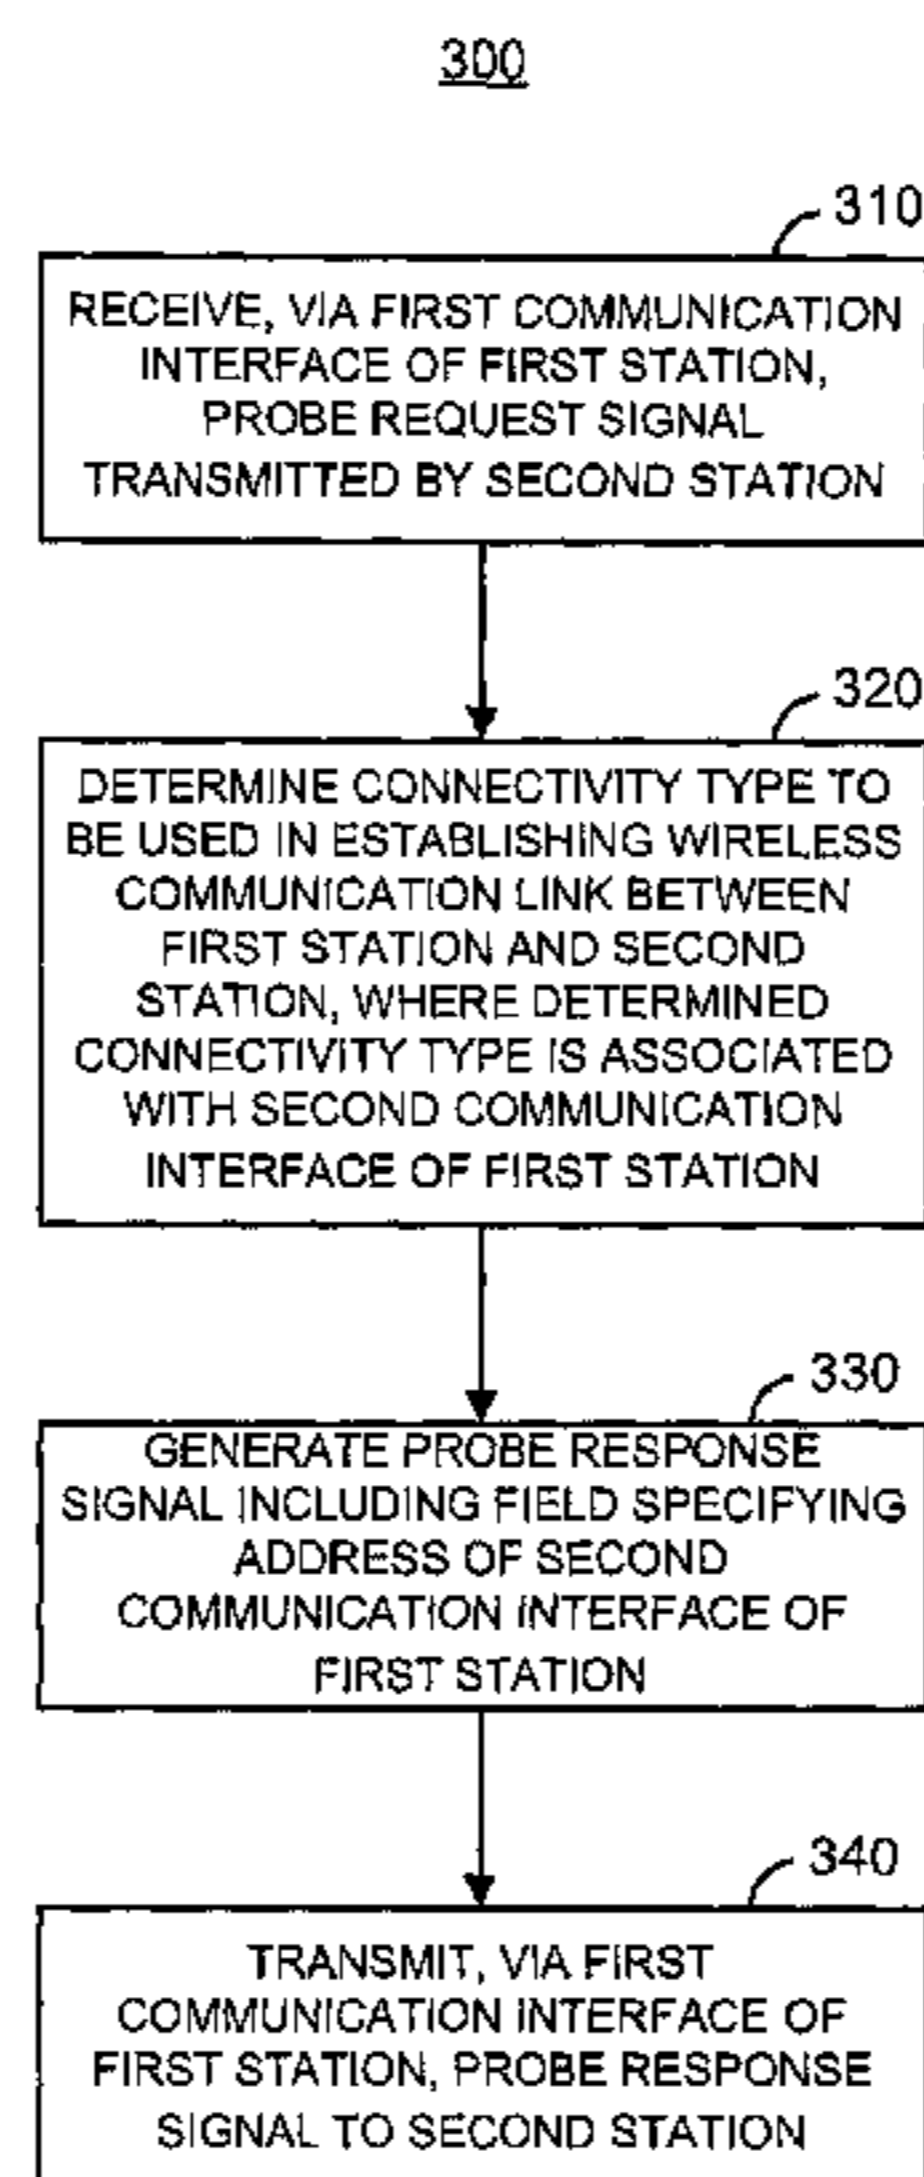 300
310
RECEIVE, VIA FIRST COMMUNICATION
INTERFACE OF FIRST STATION,
PROBE REQUEST SIGNAL
TRANSMITTED BY SECOND STATION
320
DETERMINE CONNECTIVITY TYPE TO
BE USED IN ESTABLISHING WIRELESS
COMMUNICATION LINK BETWEEN
FIRST STATION AND SECOND
STATION, WHERE DETERMINED
CONNECTIVITY TYPE IS ASSOCIATED
WITH SECOND COMMUNICATION
INTERFACE OF FIRST STATION
330
GENERATE PROBE RESPONSE
SIGNAL INCLUDING FIELD SPECIFYING
ADDRESS OF SECOND
COMMUNICATION INTERFACE OF
FIRST STATION
340
TRANSMIT, VIA FIRST
COMMUNICATION INTERFACE OF
FIRST STATION, PROBE RESPONSE
SIGNAL TO SECOND STATION